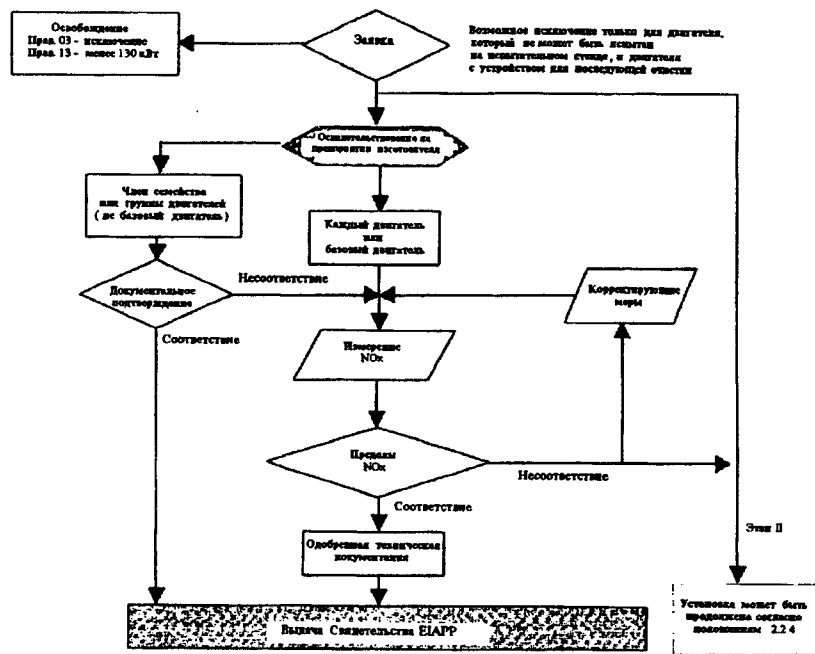 Освобождение
Прав. 03 - исключение
Прав. 13 - менее 130 кВт
Заявка
Возможное исключение только для двигателя,
который не может быть испытан
на испытательном стенде, и двигателя
с устройством для последующей очистки
Освидетельствование на
предприятии изготовителя
Член семейства
или группы двигателей
( не базовый двигатель )
Каждый двигатель
или
базовый двигатель
Документальное
подтверждение
Несоответствие
Корректирующие
меры
Соответствие
Измерение
NOx
Пределы
NOx
Несоответствие
Соответствие
Этап II
Одобренная техническая
документация
Выдача Свидетельства EIAPP
Установка может быть
продолжена согласно
положениям 2.2 4